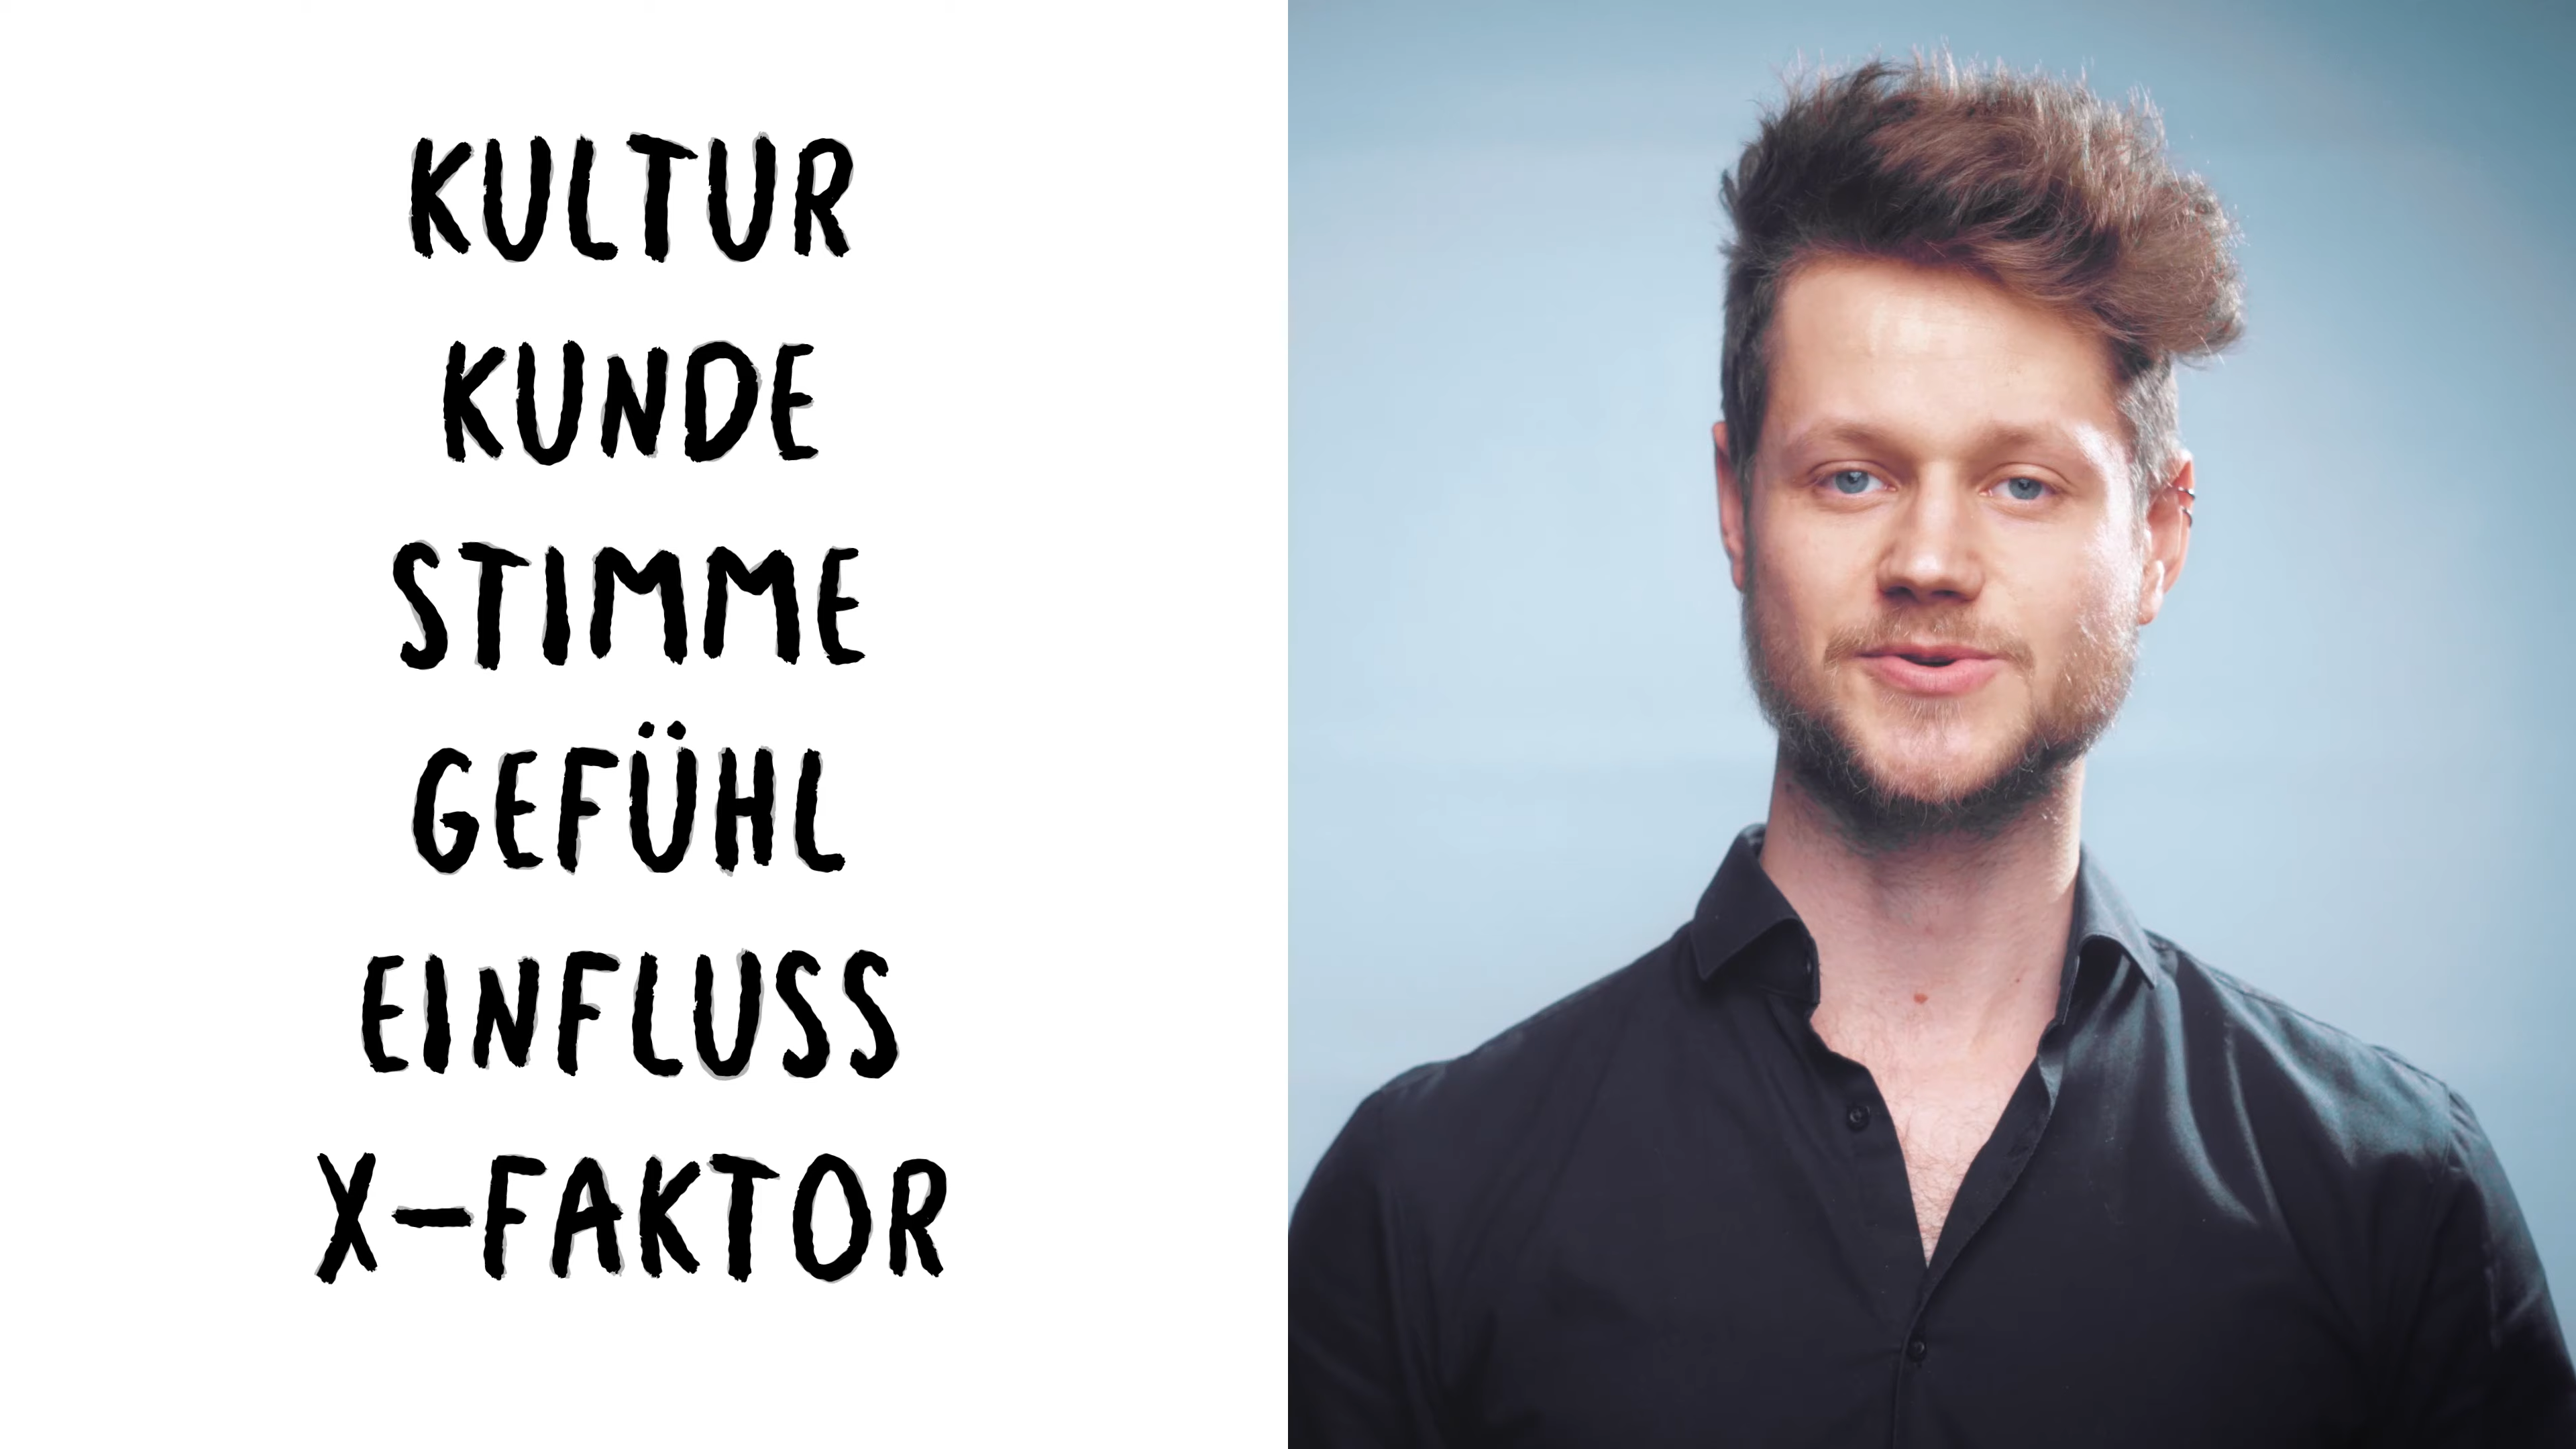 KULTUR
KUNDE
STIMME
GEFÜHL
EINFLUSS
X-FAKTOR